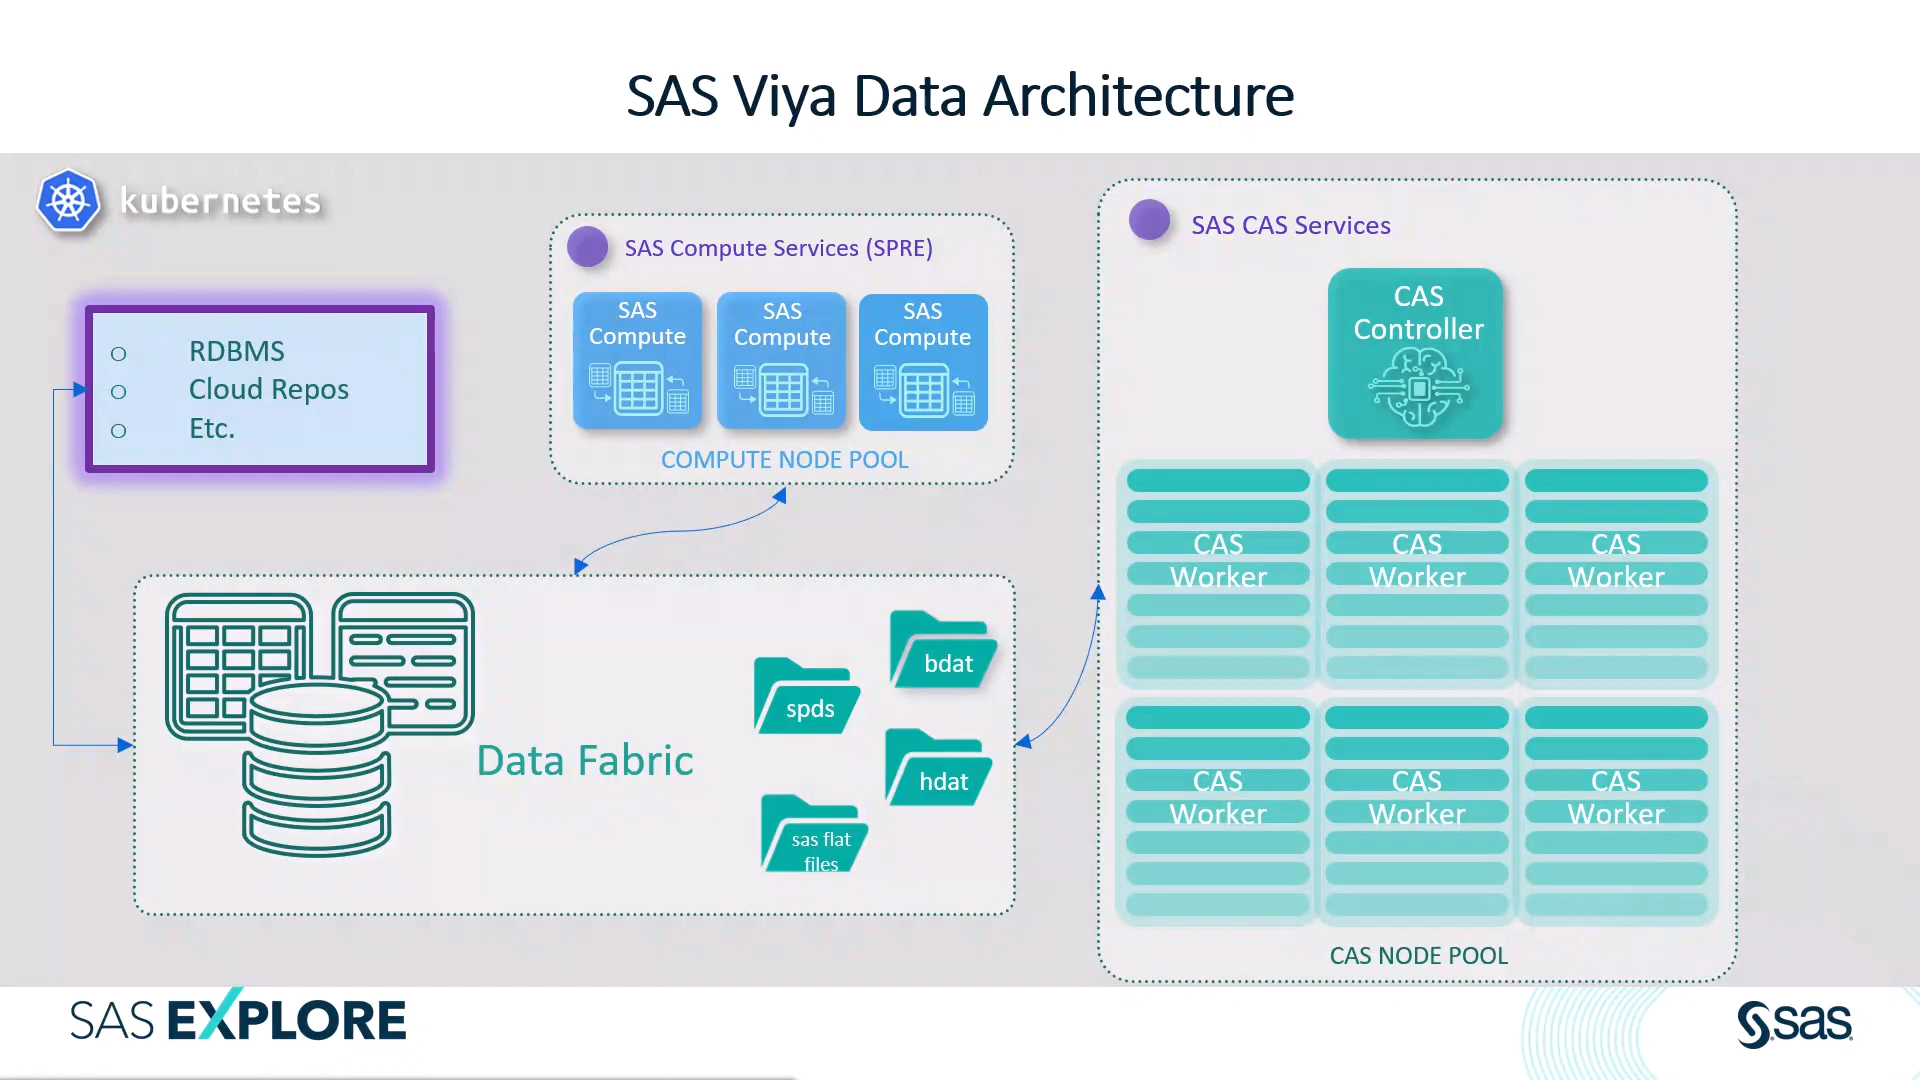 SAS Viya Data Architecture
kubernetes
RDBMS
Cloud Repos
Etc.
SAS Compute Services (SPRE)
SAS
Compute
SAS
Compute
SAS
Compute
COMPUTE NODE POOL
Data Fabric
spds
bdat
hdat
sas flat
files
SAS CAS Services
CAS
Controller
CAS
Worker
CAS
Worker
CAS
Worker
CAS
Worker
CAS
Worker
CAS
Worker
CAS NODE POOL
SAS EXPLORE
sas